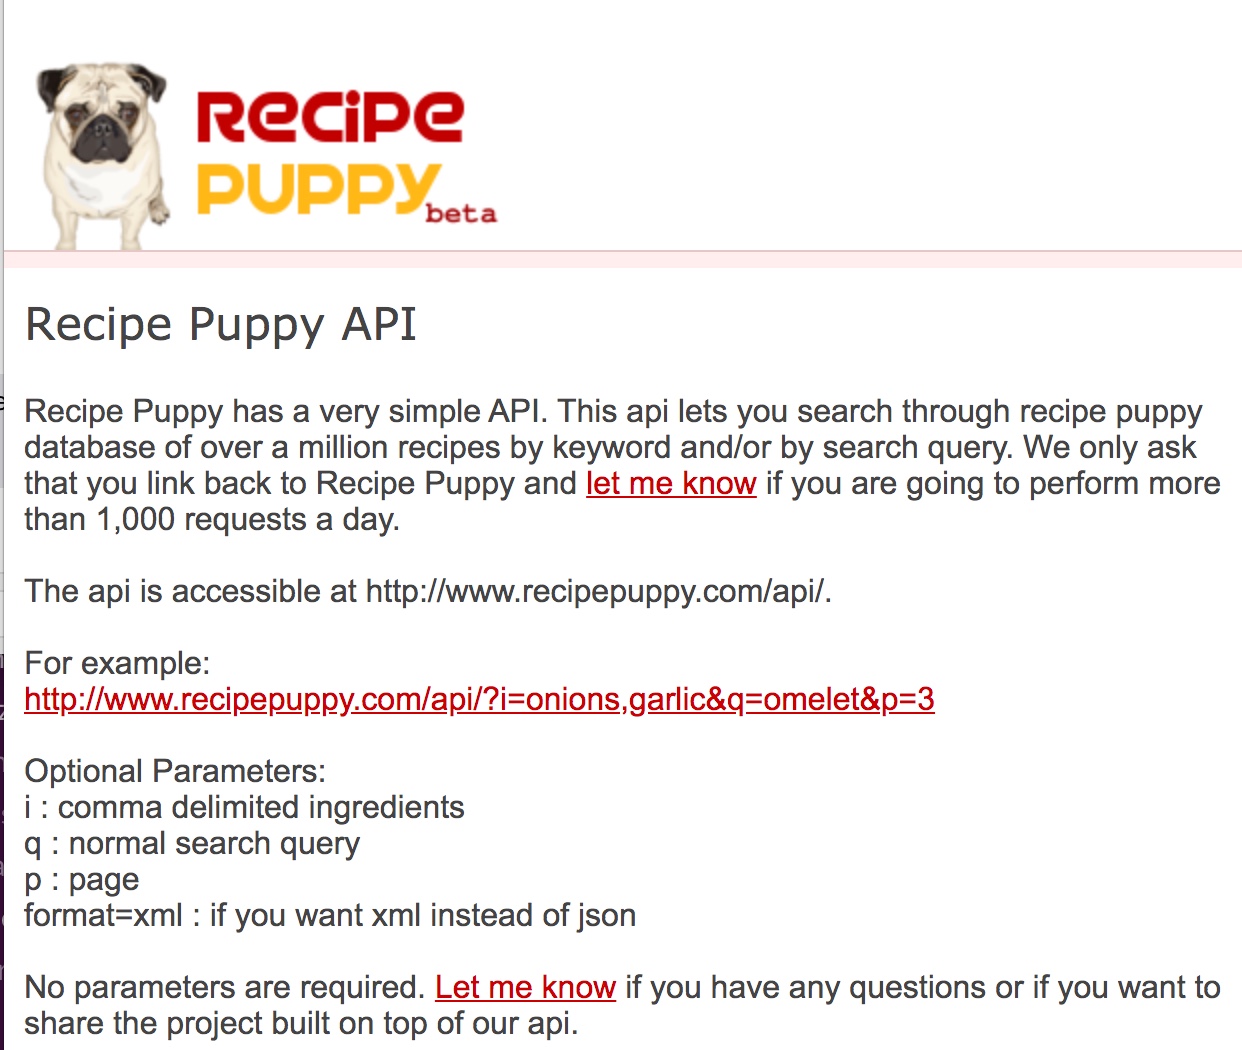 Recipe
Puppy
beta
Recipe Puppy API
Recipe Puppy has a very simple API. This api lets you search through recipe puppy
database of over a million recipes by keyword and/or by search query. We only ask
that you link back to Recipe Puppy and let me know if you are going to perform more
than 1,000 requests a day.
The api is accessible at http://www.recipepuppy.com/api/.
For example:
http://www.recipepuppy.com/api/?i=onions,garlic&q=omelet&p=3
Optional Parameters:
i : comma delimited ingredients
q : normal search query
p : page
format=xml : if you want xml instead of json
No parameters are required. Let me know if you have any questions or if you want to
share the project built on top of our api.